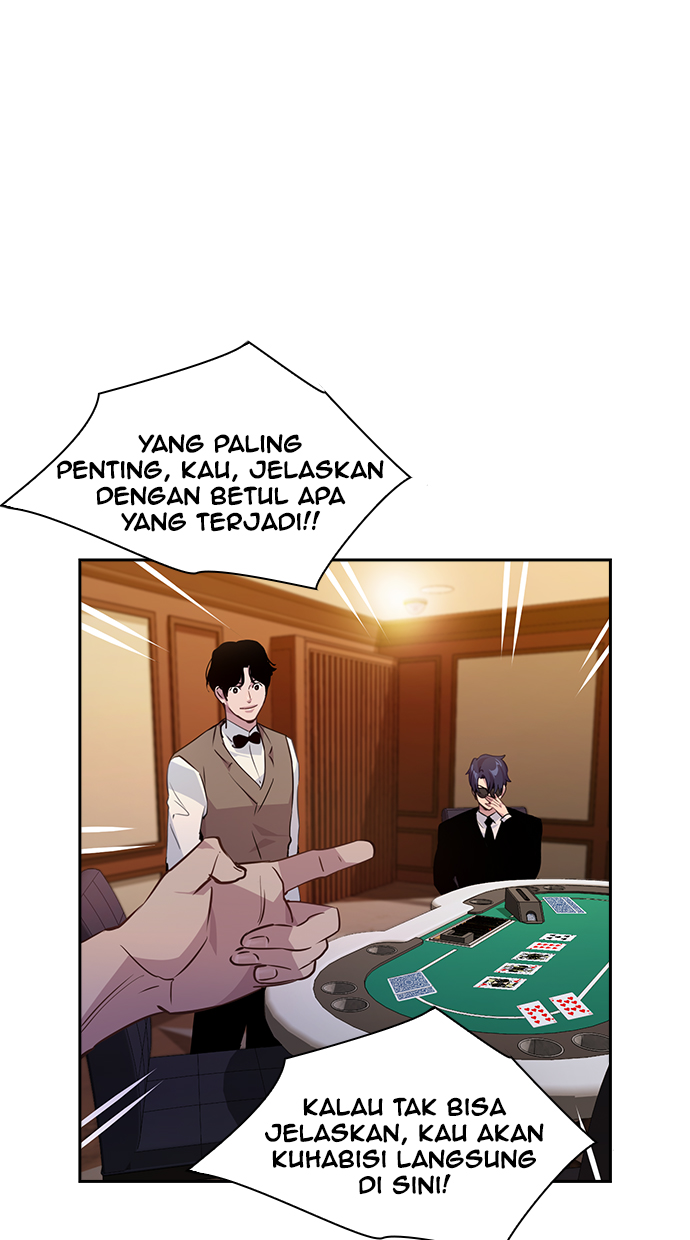 YANG PALING
PENTING, KAU, JELASKAN
DENGAN BETUL APA
YANG TERJADI!!
KALAU TAK BISA
JELASKAN, KAU AKAN
KUHABISI LANGSUNG
DI SINI!